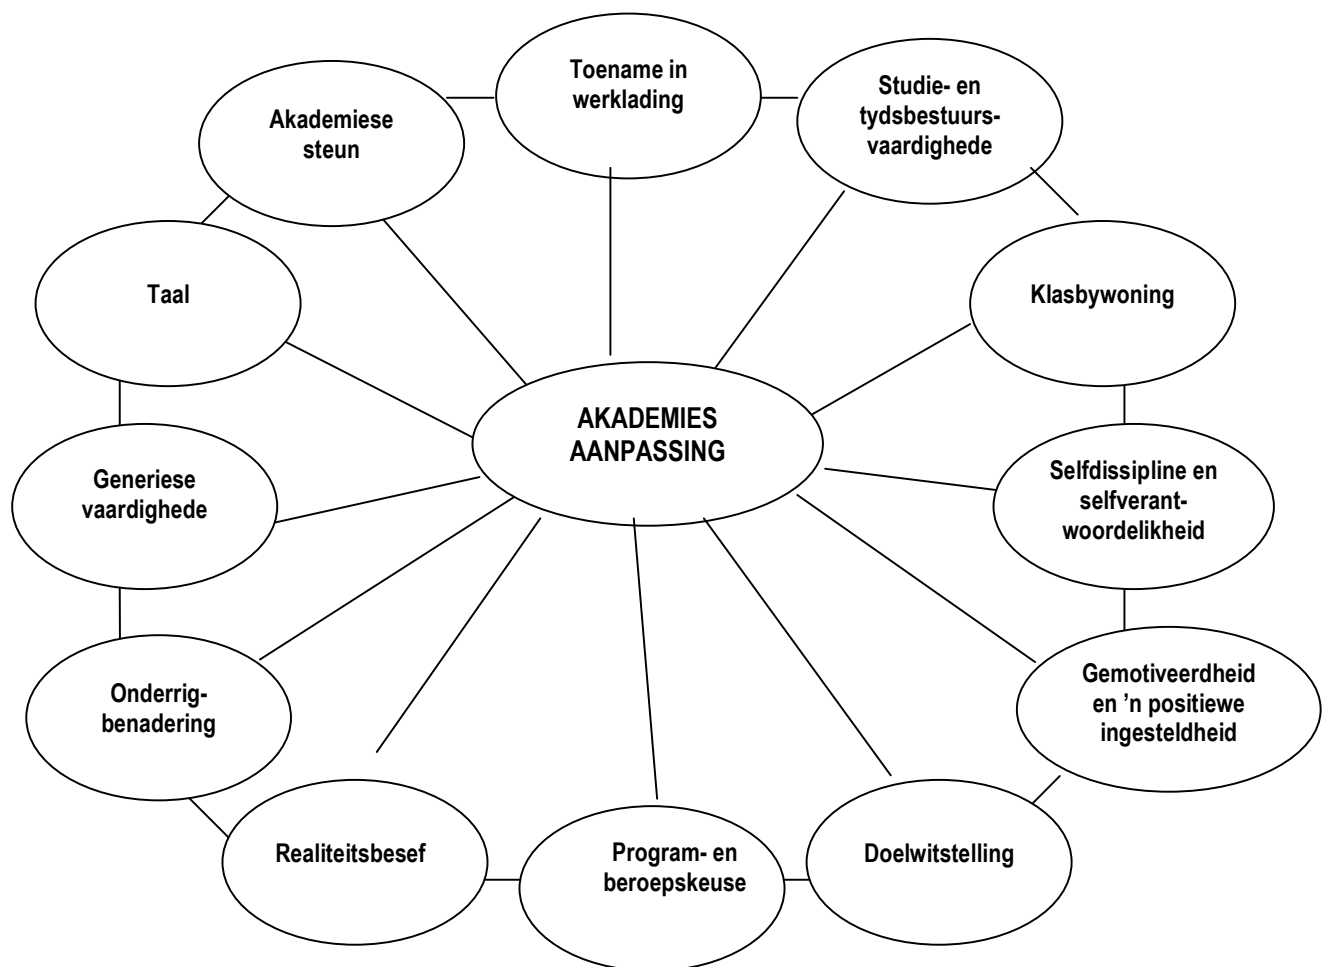 Toename in
werklading
Studie- en
tydsbestuurs-
vaardighede
Klasbywoning
Selfdissipline en
selfverant-
woordelikheid
Gemotiveerdheid
en ’n positiewe
ingesteldheid
Doelwitstelling
Program- en
beroepskeuse
Realiteitsbesef
Onderrig-
benadering
Generiese
vaardighede
Taal
Akademiese
steun
AKADEMIES
AANPASSING